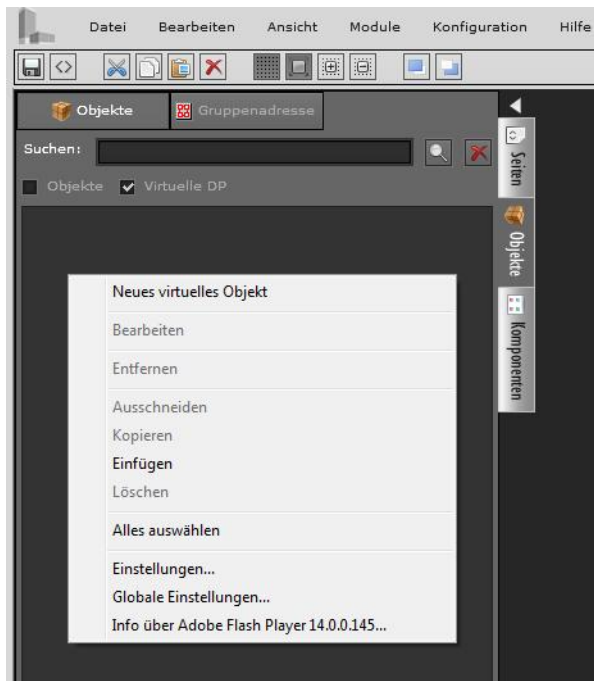 Datei Bearbeiten Ansicht Module Konfiguration Hilfe
Objekte Gruppenadresse
Suchen:
Objekte Virtuelle DP
Seiten
Objekte
Komponenten
Neues virtuelles Objekt
Bearbeiten
Entfernen
Ausschneiden
Kopieren
Einfügen
Löschen
Alles auswählen
Einstellungen...
Globale Einstellungen...
Info über Adobe Flash Player 14.0.0.145...